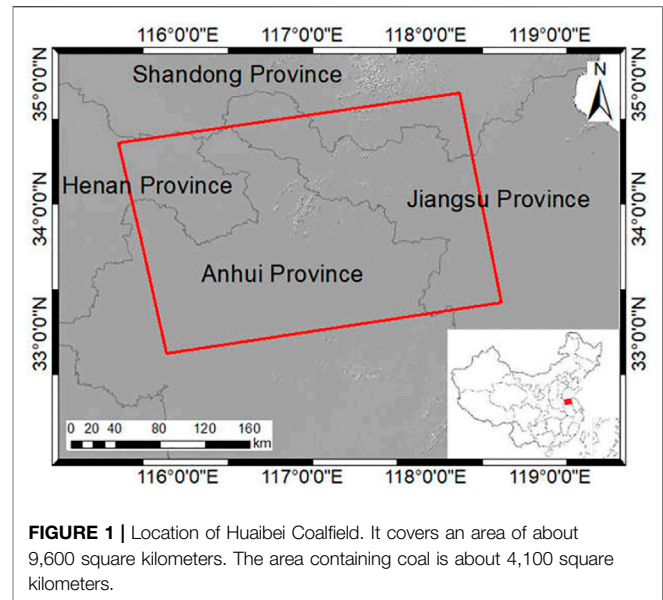 116°0'0"E 117°0'0"E 118°0'0"E 119°0'0"E
35°0'0"N
34°0'0"N
33°0'0"N
Shandong Province
N
Henan Province
Jiangsu Province
Anhui Province
35°0'0"N
34°0'0"N
33°0'0"N
0 20 40 80 120 160
km
116°0'0"E 117°0'0"E 118°0'0"E 119°0'0"E
FIGURE 1 | Location of Huaibei Coalfield. It covers an area of about
9,600 square kilometers. The area containing coal is about 4,100 square
kilometers.